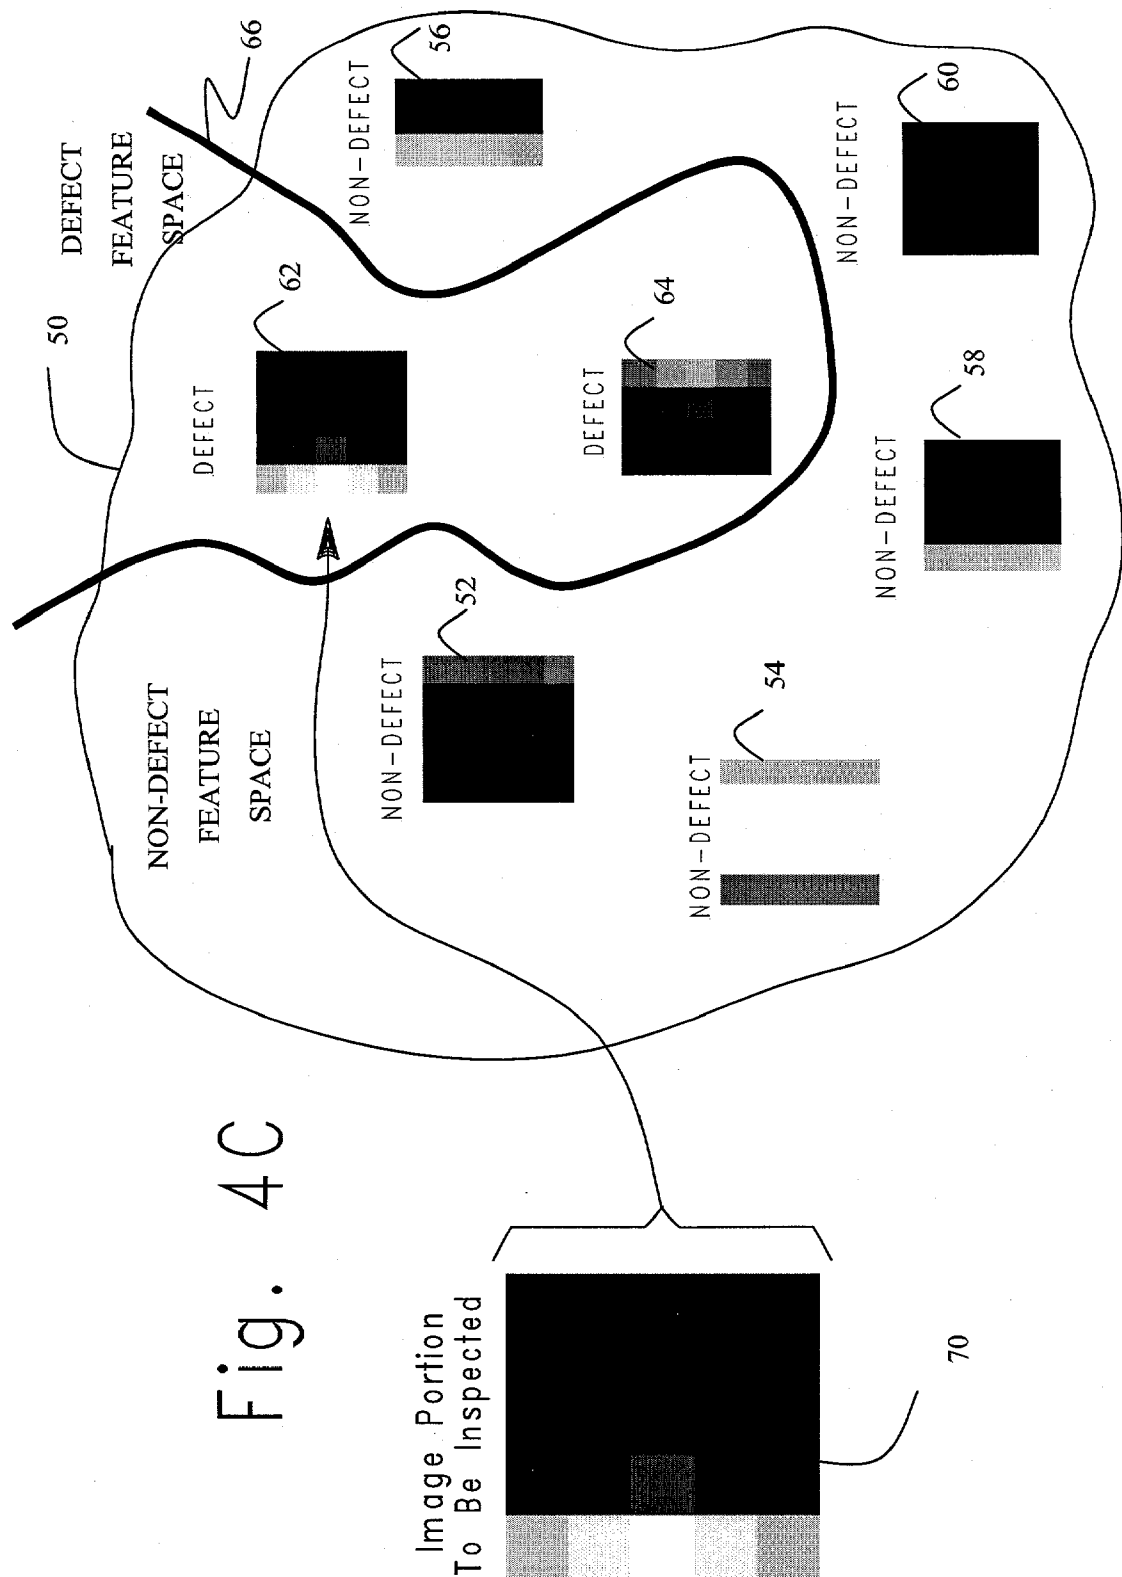 Fig. 4C
Image Portion
To Be Inspected
70
50
DEFECT
FEATURE
SPACE
66
NON-DEFECT
FEATURE
SPACE
DEFECT
62
NON-DEFECT
56
NON-DEFECT
52
DEFECT
64
NON-DEFECT
54
NON-DEFECT
58
NON-DEFECT
60